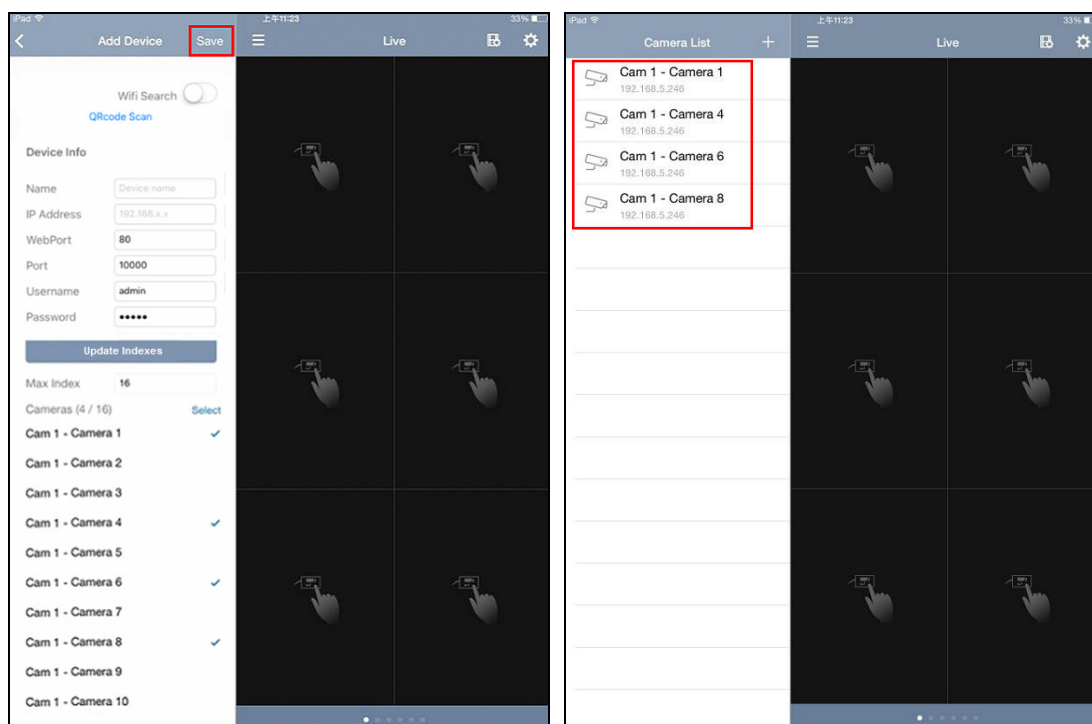 iPad 上午11:23 33%
Add Device Save Live
Wifi Search
QRcode Scan
Device Info
Name Device name
IP Address 192.168.x.x
WebPort 80
Port 10000
Username admin
Password •••••
Update Indexes
Max Index 16
Cameras (4 / 16) Select
Cam 1 - Camera 1
Cam 1 - Camera 2
Cam 1 - Camera 3
Cam 1 - Camera 4
Cam 1 - Camera 5
Cam 1 - Camera 6
Cam 1 - Camera 7
Cam 1 - Camera 8
Cam 1 - Camera 9
Cam 1 - Camera 10
iPad 上午11:23 33%
Camera List + Live
Cam 1 - Camera 1
192.168.5.246
Cam 1 - Camera 4
192.168.5.246
Cam 1 - Camera 6
192.168.5.246
Cam 1 - Camera 8
192.168.5.246